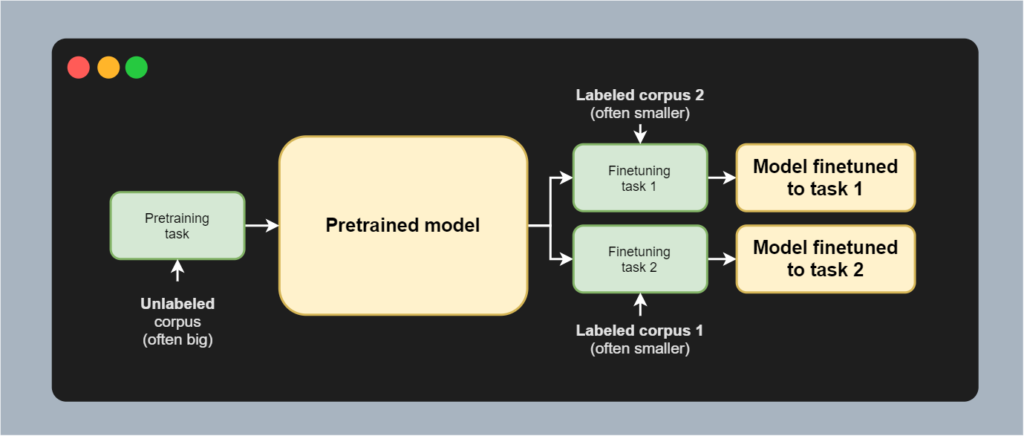 Pretraining
task
Unlabeled
corpus
(often big)
Pretrained model
Labeled corpus 2
(often smaller)
Finetuning
task 1
Model finetuned
to task 1
Finetuning
task 2
Model finetuned
to task 2
Labeled corpus 1
(often smaller)